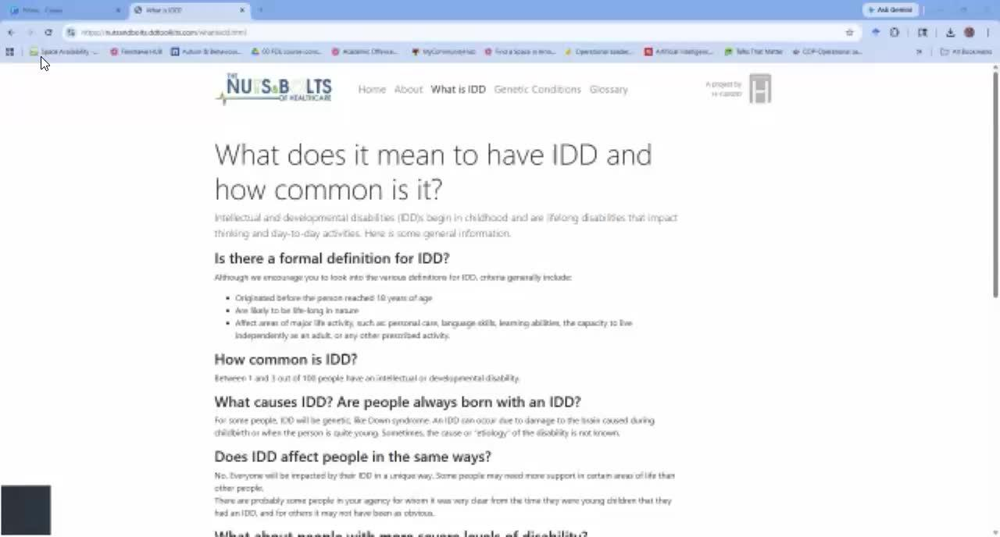 What is IDD?
Ask Gemini
https://nutsandbolts.ddtoolkits.com/whatisidd.html
Space Availability -...
Autism & Behaviou...
Academic Offence...
MyCommunityHub
Find a Space in
Operational Leader...
Artificial Intelligenc...
Talks That Matter
All Bookmarks
THE
NUTS&BOLTS
OF HEALTHCARE
Home About What is IDD Genetic Conditions Glossary
A project by
H-CARDD
H
What does it mean to have IDD and
how common is it?
Intellectual and developmental disabilities (IDD)s begin in childhood and are lifelong disabilities that impact
thinking and day-to-day activities. Here is some general information.
Is there a formal definition for IDD?
Although we encourage you to look into the various definitions for IDD, criteria generally include:
Originated before the person reached 18 years of age
Are likely to be life-long in nature
Affect areas of major life activity, such as: personal care, language skills, learning abilities, the capacity to live
independently as an adult, or any other prescribed activity.
How common is IDD?
Between 1 and 3 out of 100 people have an intellectual or developmental disability.
What causes IDD? Are people always born with an IDD?
For some people, IDD will be genetic, like Down syndrome. An IDD can occur due to damage to the brain caused during
childbirth or when the person is quite young. Sometimes, the cause or "etiology" of the disability is not known.
Does IDD affect people in the same ways?
No. Everyone will be impacted by their IDD in a unique way. Some people may need more support in certain areas of life than
other people.
There are probably some people in your agency for whom it was very clear from the time they were young children that they
had an IDD, and for others it may not have been as obvious.
What about people with more severe levels of disability?